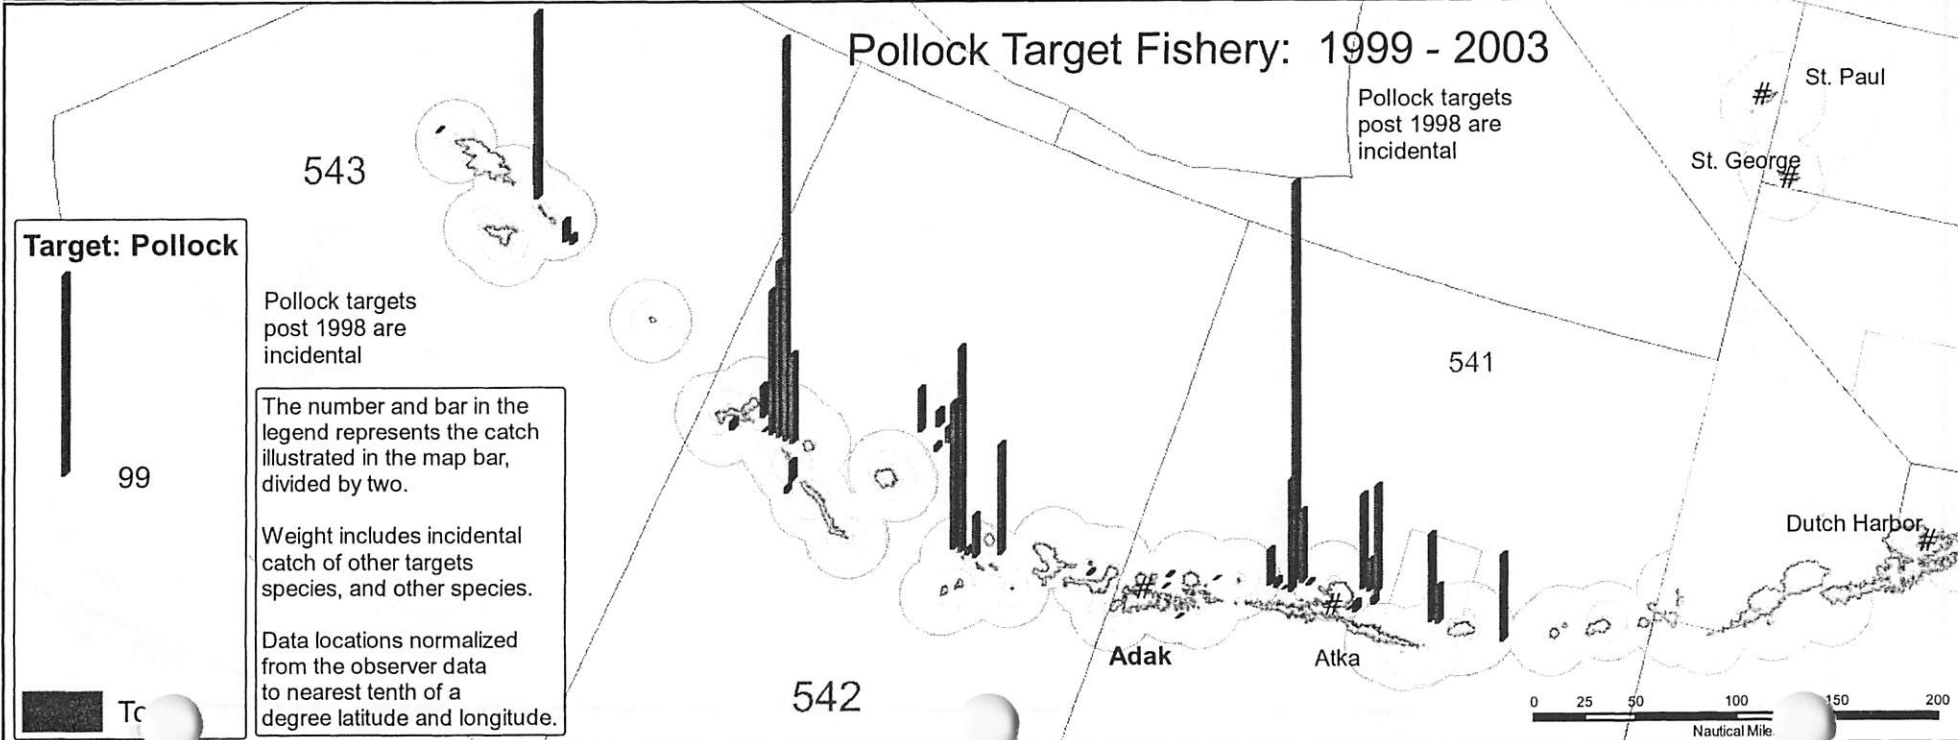 Pollock Target Fishery: 1999 - 2003
Pollock targets
post 1998 are
incidental
St. Paul
#
St. George
#
543
Target: Pollock
99
Pollock targets
post 1998 are
incidental
The number and bar in the
legend represents the catch
illustrated in the map bar,
divided by two.
Weight includes incidental
catch of other targets
species, and other species.
Data locations normalized
from the observer data
to nearest tenth of a
degree latitude and longitude.
541
Dutch Harbor
#
#
#
Adak
Atka
542
0 25 50 100 150 200
Nautical Mile